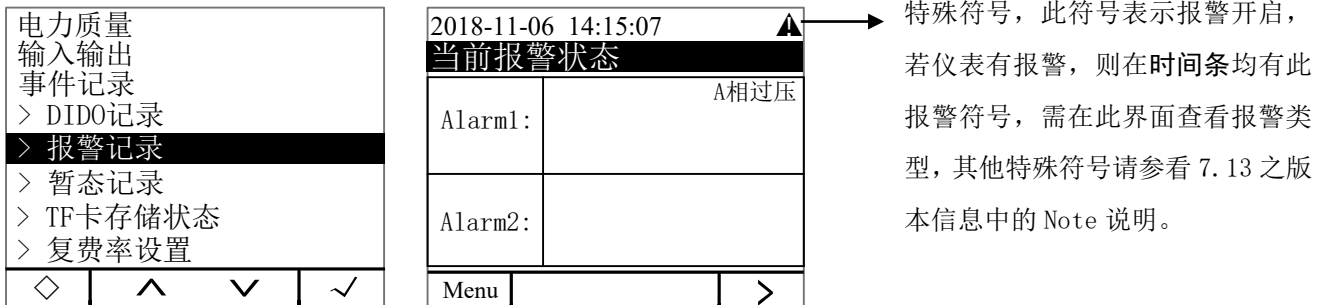 电力质量
输入输出
事件记录
> DIDO记录
> 报警记录
> 暂态记录
> TF卡存储状态
> 复费率设置
2018-11-06 14:15:07
当前报警状态
A相过压
Alarm1:
Alarm2:
Menu >
特殊符号，此符号表示报警开启，
若仪表有报警，则在时间条均有此
报警符号，需在此界面查看报警类
型，其他特殊符号请参看 7.13 之版
本信息中的 Note 说明。